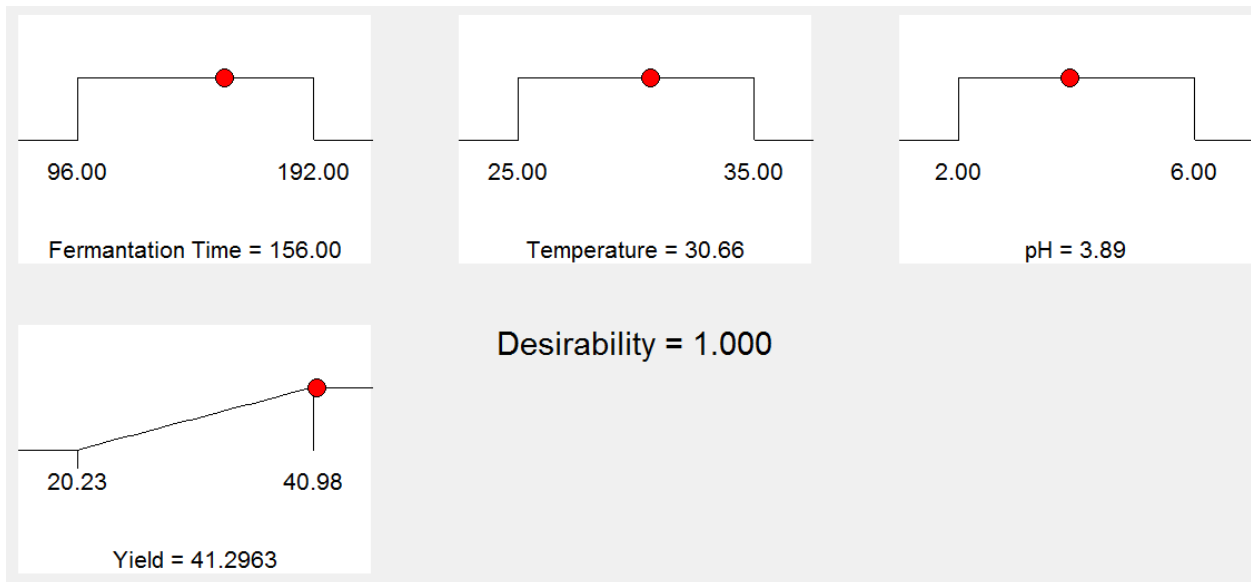 96.00 192.00
Fermantation Time = 156.00
25.00 35.00
Temperature = 30.66
2.00 6.00
pH = 3.89
20.23 40.98
Yield = 41.2963
Desirability = 1.000